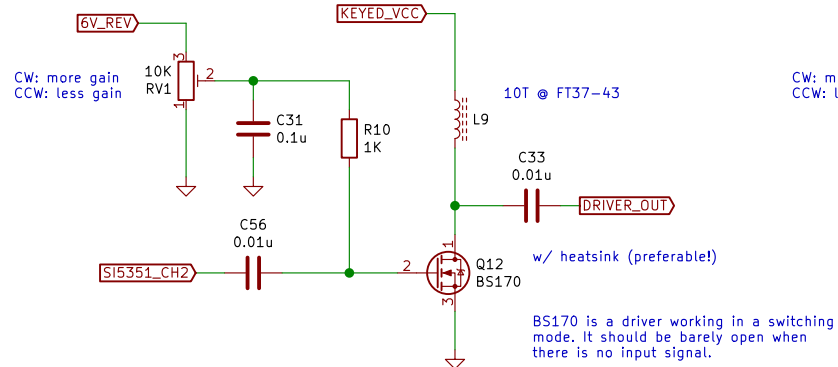 6V_REV
KEYED_VCC
CW: more gain
CCW: less gain
10K
RV1
3
2
1
C31
0.1u
R10
1K
10T @ FT37-43
L9
CW: m
CCW: l
C33
0.01u
DRIVER_OUT
C56
0.01u
SI5351_CH2
2
1
3
Q12
BS170
w/ heatsink (preferable!)
BS170 is a driver working in a switching
mode. It should be barely open when
there is no input signal.